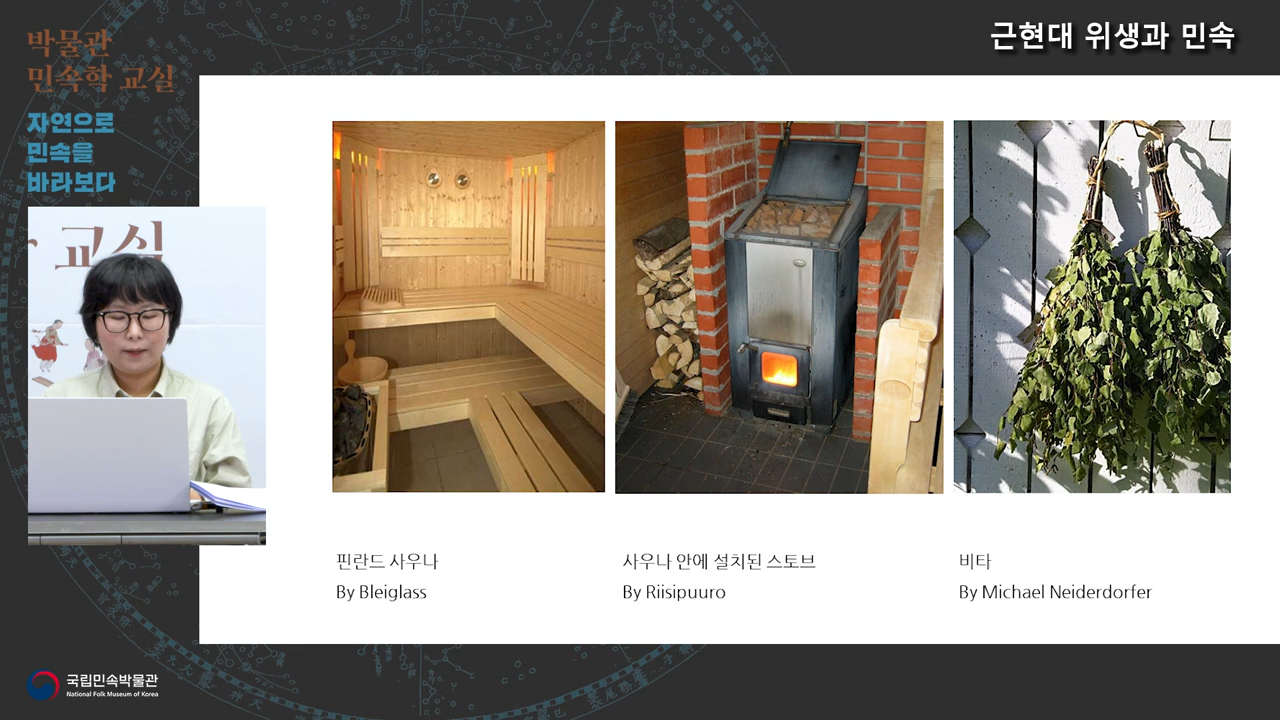 박물관
민속학 교실
자연으로
민속을
바라보다
근현대 위생과 민속
교실
핀란드 사우나
By Bleiglass
사우나 안에 설치된 스토브
By Riisipuuro
비타
By Michael Neiderdorfer
국립민속박물관
National Folk Museum of Korea